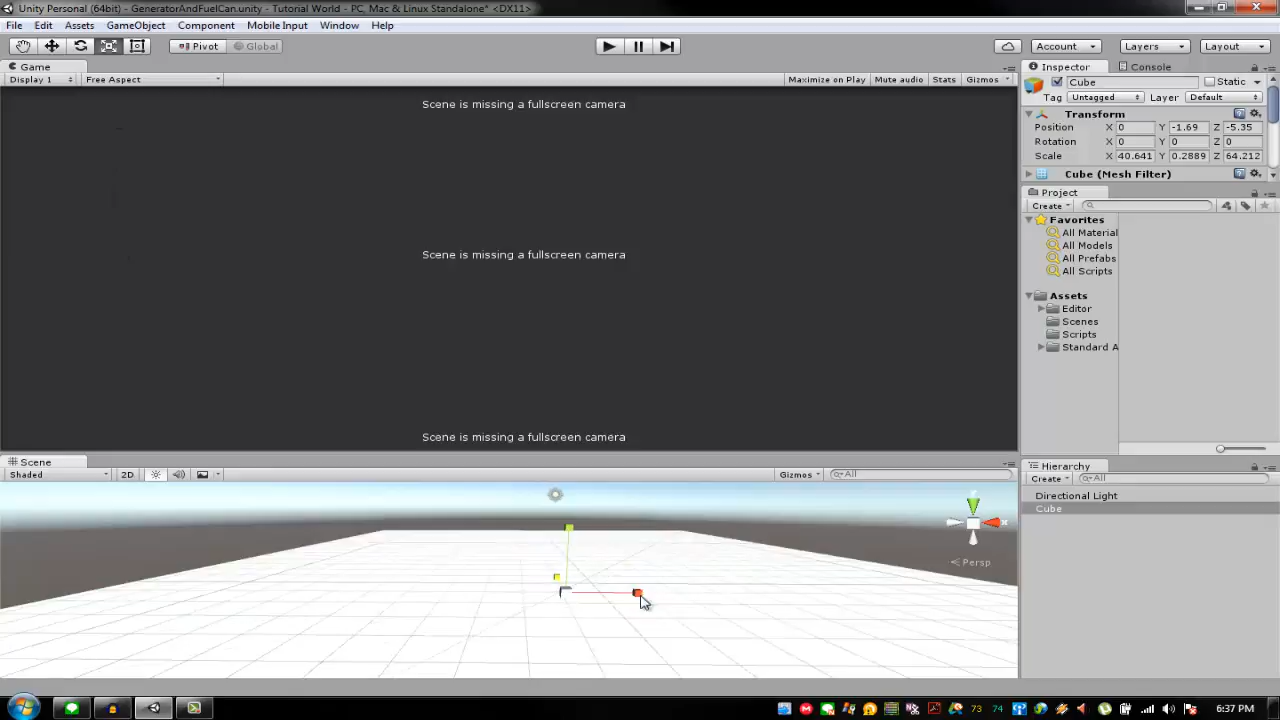 Unity Personal (64bit) - GeneratorAndFuelCan.unity - Tutorial World - PC, Mac & Linux Standalone* <DX11>
File Edit Assets GameObject Component Mobile Input Window Help
Pivot Global Account Layers Layout
Game
Display 1 Free Aspect Maximize on Play Mute audio Stats Gizmos
Scene is missing a fullscreen camera
Scene is missing a fullscreen camera
Scene is missing a fullscreen camera
Inspector Console
Cube Static
Tag Untagged Layer Default
Transform
Position X 0 Y -1.69 Z -5.35
Rotation X 0 Y 0 Z 0
Scale X 40.641 Y 0.2889 Z 64.212
Cube (Mesh Filter)
Project
Create
Favorites
All Material
All Models
All Prefabs
All Scripts
Assets
Editor
Scenes
Scripts
Standard A
Scene
Shaded 2D Gizmos All
x
Persp
Hierarchy
Create All
Directional Light
Cube
73 74 6:37 PM